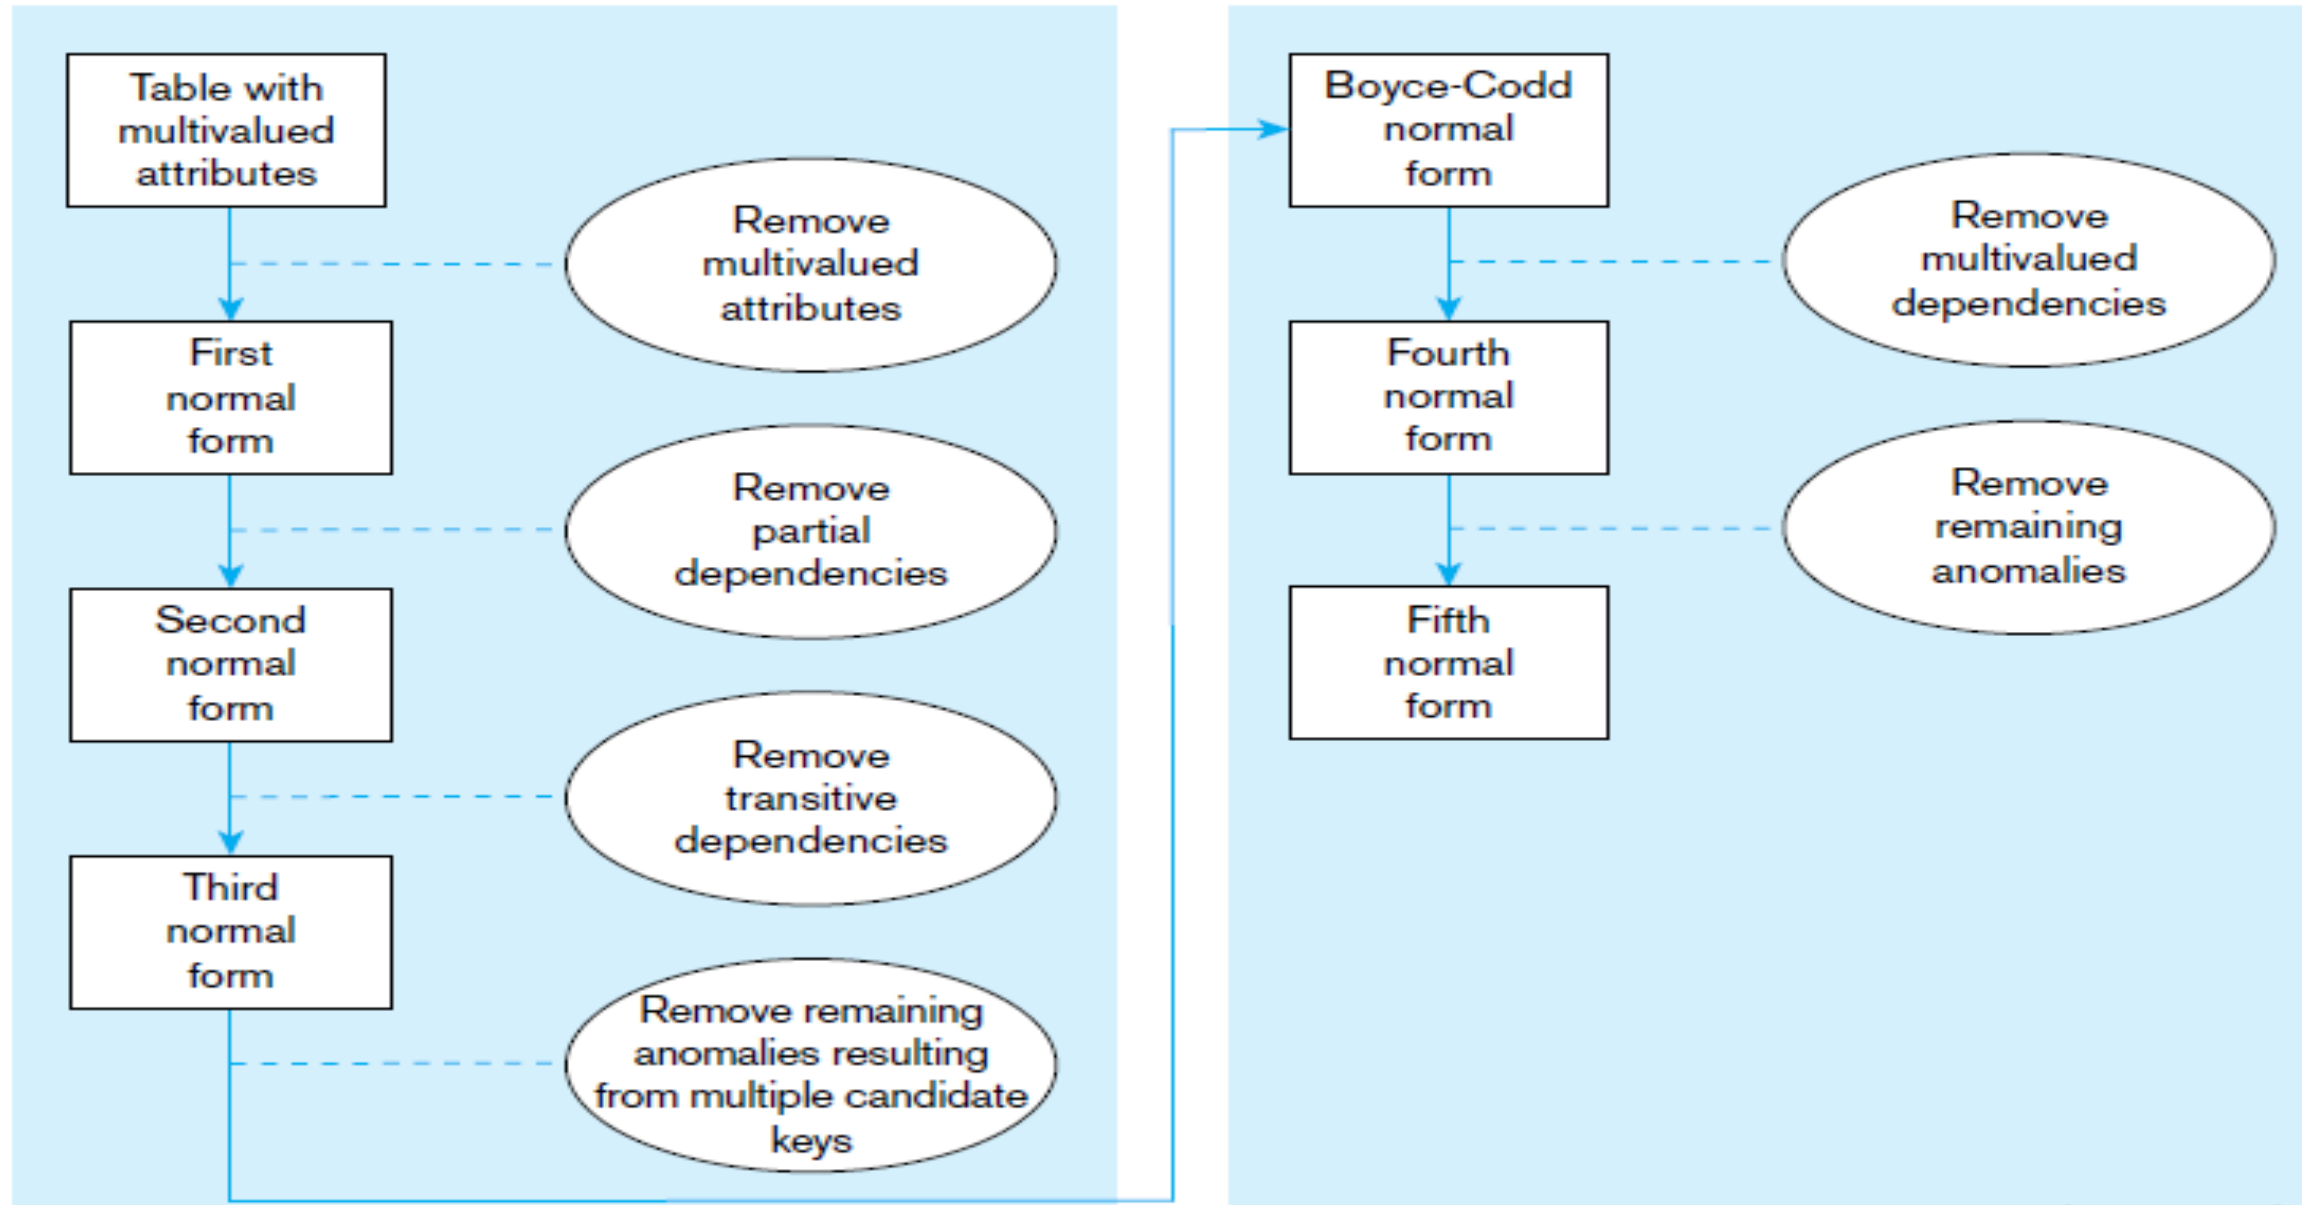 Table with
multivalued
attributes
Remove
multivalued
attributes
First
normal
form
Remove
partial
dependencies
Second
normal
form
Remove
transitive
dependencies
Third
normal
form
Remove remaining
anomalies resulting
from multiple candidate
keys
Boyce-Codd
normal
form
Remove
multivalued
dependencies
Fourth
normal
form
Remove
remaining
anomalies
Fifth
normal
form